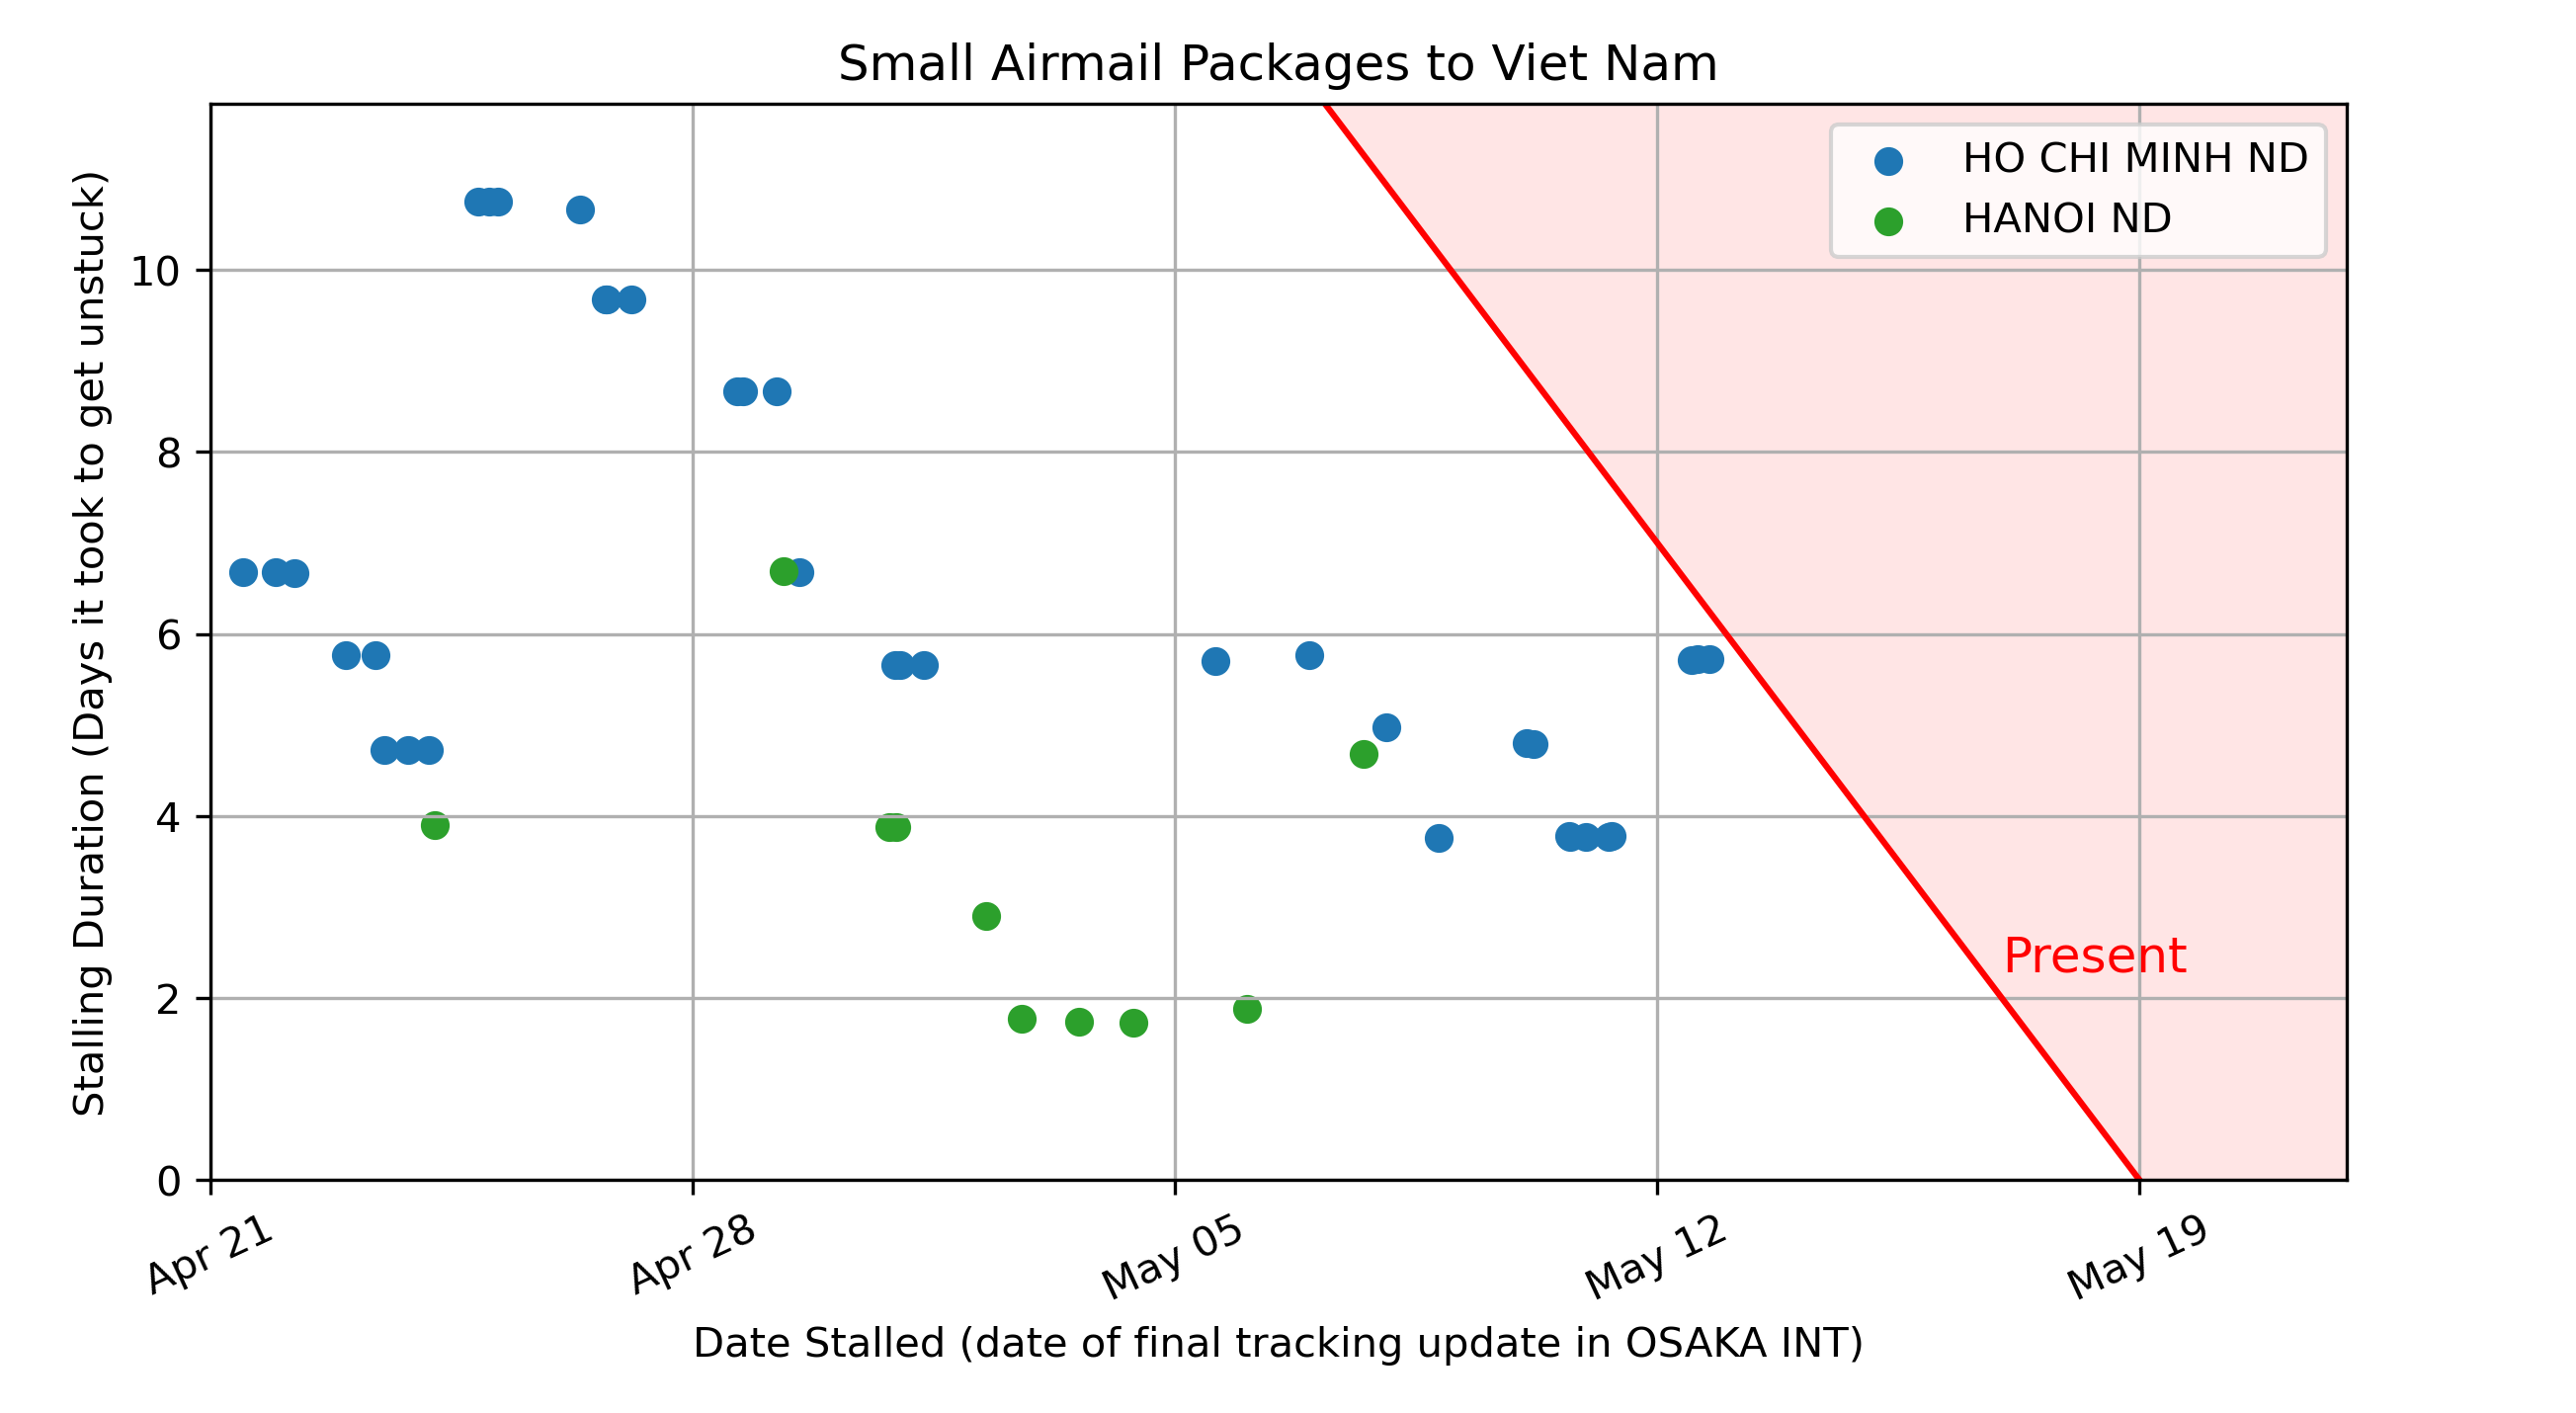 Small Airmail Packages to Viet Nam
HO CHI MINH ND
HANOI ND
Stalling Duration (Days it took to get unstuck)
10
8
6
4
2
0
Present
Apr 21
Apr 28
May 05
May 12
May 19
Date Stalled (date of final tracking update in OSAKA INT)